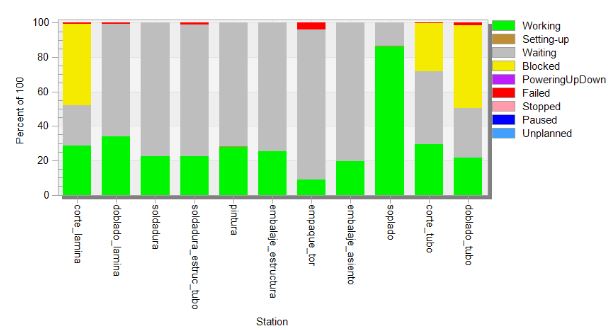 Percent of 100
100
80
60
40
20
0
corte_lamina
doblado_lamina
soldadura
soldadura_estruc_tubo
pintura
embalaje_estructura
empaque_tor
embalaje_asiento
soplado
corte_tubo
doblado_tubo
Station
Working
Setting-up
Waiting
Blocked
PoweringUpDown
Failed
Stopped
Paused
Unplanned